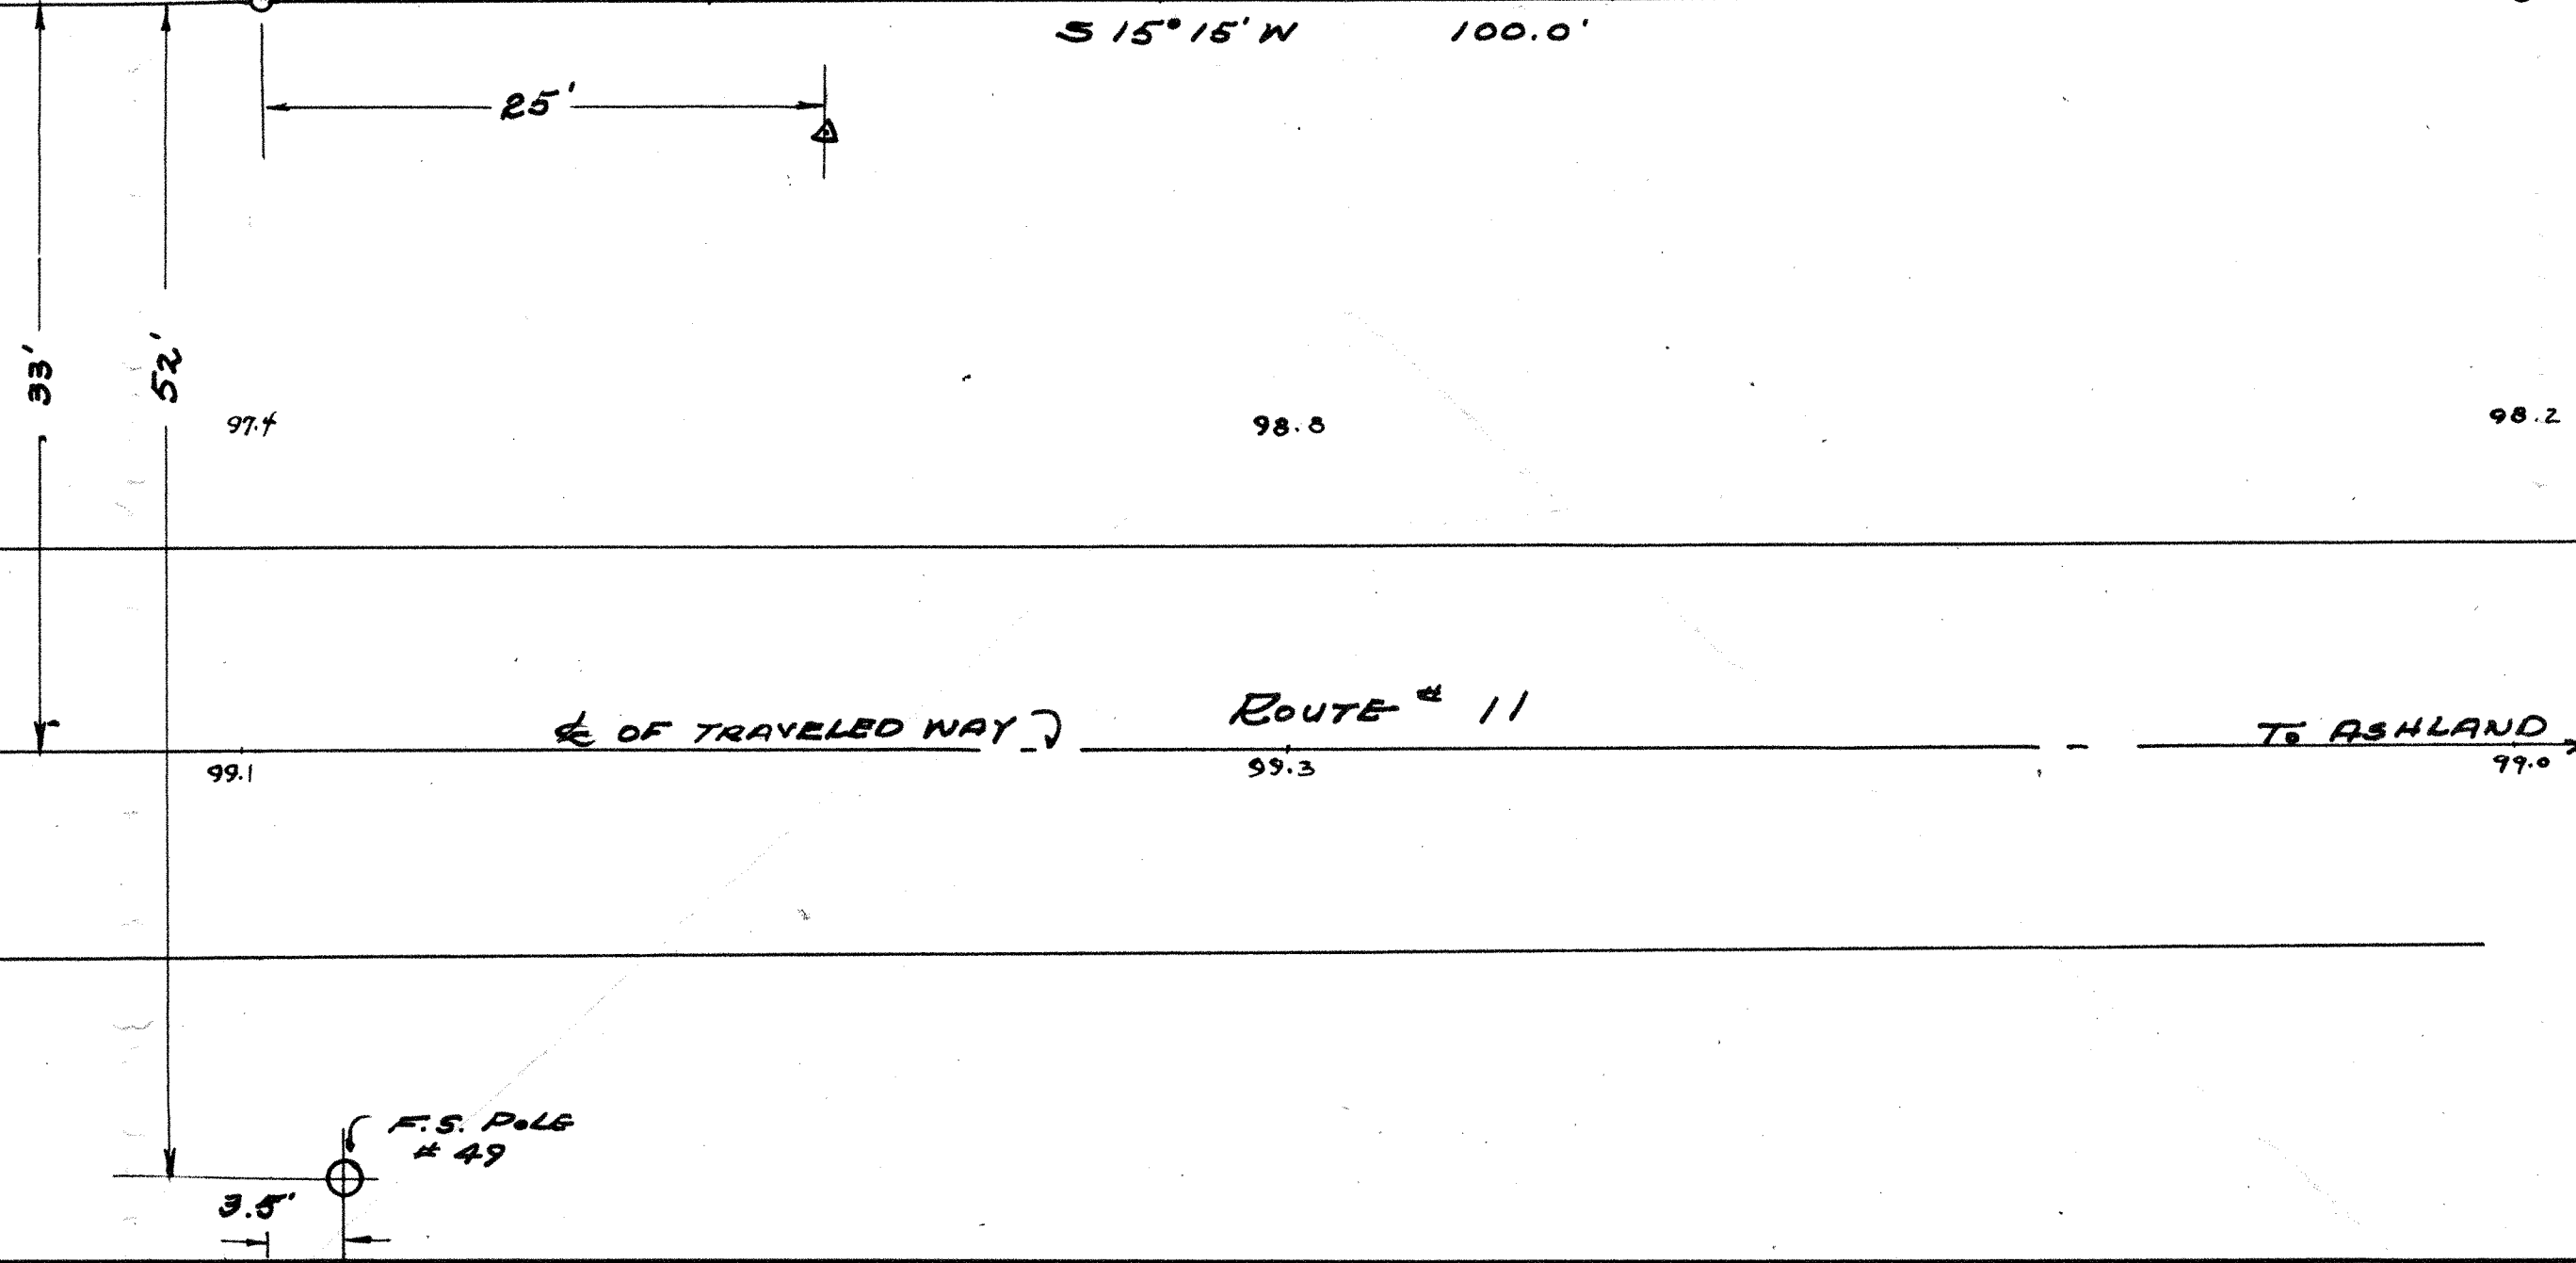 S 15° 15' W 100.0'
25'
33'
52'
97.4
98.8
98.2
℄ OF TRAVELED WAY
ROUTE # 11
TO ASHLAND
99.1
99.3
99.0
F.S. POLE
# 49
3.5'